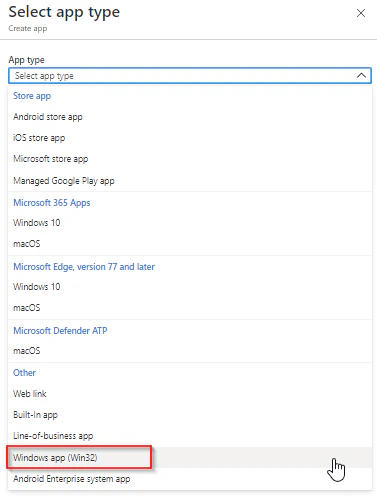 Select app type
Create app
App type
Select app type
Store app
Android store app
iOS store app
Microsoft store app
Managed Google Play app
Microsoft 365 Apps
Windows 10
macOS
Microsoft Edge, version 77 and later
Windows 10
macOS
Microsoft Defender ATP
macOS
Other
Web link
Built-In app
Line-of-business app
Windows app (Win32)
Android Enterprise system app